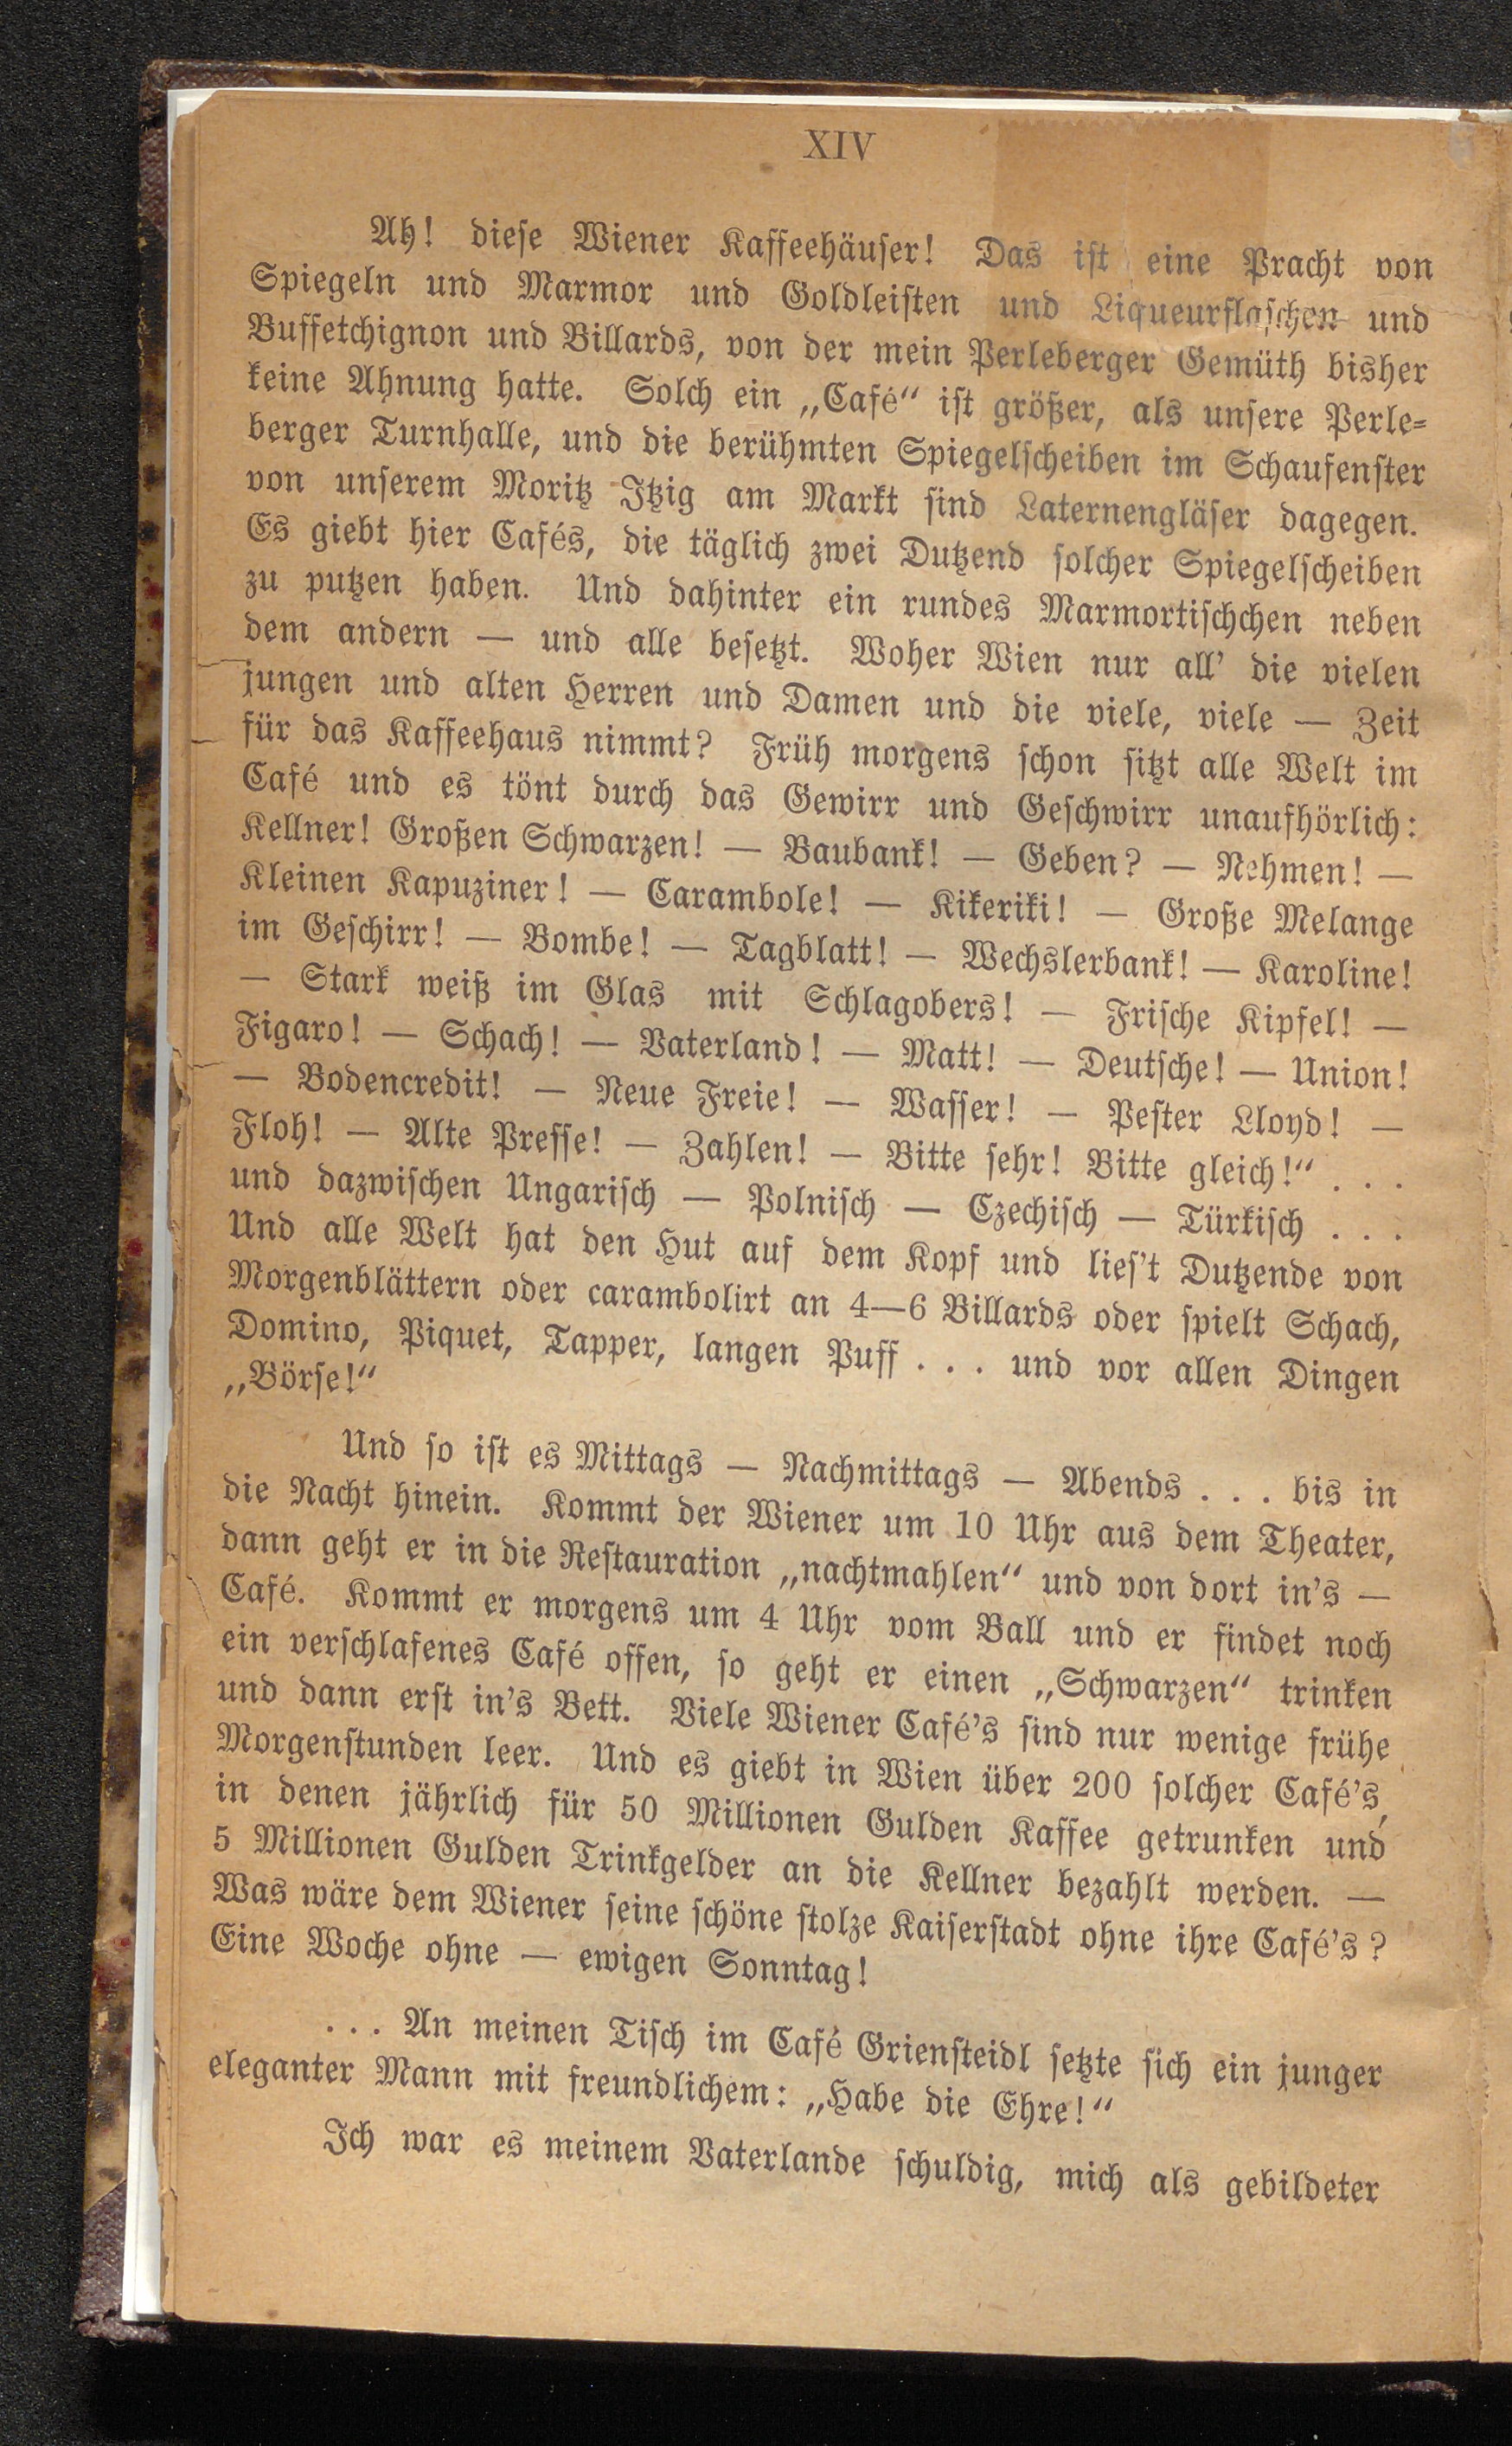 XIV
Ah! diese Wiener Kaffeehäuser! Das ist eine Pracht von
Spiegeln und Marmor und Goldleisten und Liqueurflaschen und
Buffetchignon und Billards, von der mein Perleberger Gemüth bisher
keine Ahnung hatte. Solch ein „Café“ ist größer, als unsere Perle-
berger Turnhalle, und die berühmten Spiegelscheiben im Schaufenster
von unserem Moritz Itzig am Markt sind Laternengläser dagegen.
Es giebt hier Cafés, die täglich zwei Dutzend solcher Spiegelscheiben
zu putzen haben. Und dahinter ein rundes Marmortischchen neben
dem andern — und alle besetzt. Woher Wien nur all’ die vielen
jungen und alten Herren und Damen und die viele, viele — Zeit
für das Kaffeehaus nimmt? Früh morgens schon sitzt alle Welt im
Café und es tönt durch das Gewirr und Geschwirr unaufhörlich:
Kellner! Großen Schwarzen! — Baubank! — Geben? — Nehmen! —
Kleinen Kapuziner! — Carambole! — Kikeriki! — Große Melange
im Geschirr! — Bombe! — Tagblatt! — Wechslerbank! — Karoline!
— Stark weiß im Glas mit Schlagobers! — Frische Kipfel! —
Figaro! — Schach! — Vaterland! — Matt! — Deutsche! — Union!
— Bodencredit! — Neue Freie! — Wasser! — Pester Lloyd! —
Floh! — Alte Presse! — Zahlen! — Bitte sehr! Bitte gleich!“ . . .
und dazwischen Ungarisch — Polnisch — Czechisch — Türkisch . . .
Und alle Welt hat den Hut auf dem Kopf und lies’t Dutzende von
Morgenblättern oder carambolirt an 4—6 Billards oder spielt Schach,
Domino, Piquet, Tapper, langen Puff . . . und vor allen Dingen
„Börse!“
Und so ist es Mittags — Nachmittags — Abends . . . bis in
die Nacht hinein. Kommt der Wiener um 10 Uhr aus dem Theater,
dann geht er in die Restauration „nachtmahlen“ und von dort in’s —
Café. Kommt er morgens um 4 Uhr vom Ball und er findet noch
ein verschlafenes Café offen, so geht er einen „Schwarzen“ trinken
und dann erst in’s Bett. Viele Wiener Café’s sind nur wenige frühe
Morgenstunden leer. Und es giebt in Wien über 200 solcher Café’s,
in denen jährlich für 50 Millionen Gulden Kaffee getrunken und
5 Millionen Gulden Trinkgelder an die Kellner bezahlt werden. —
Was wäre dem Wiener seine schöne stolze Kaiserstadt ohne ihre Café’s?
Eine Woche ohne — ewigen Sonntag!
. . . An meinen Tisch im Café Griensteidl setzte sich ein junger
eleganter Mann mit freundlichem: „Habe die Ehre!“
Ich war es meinem Vaterlande schuldig, mich als gebildeter